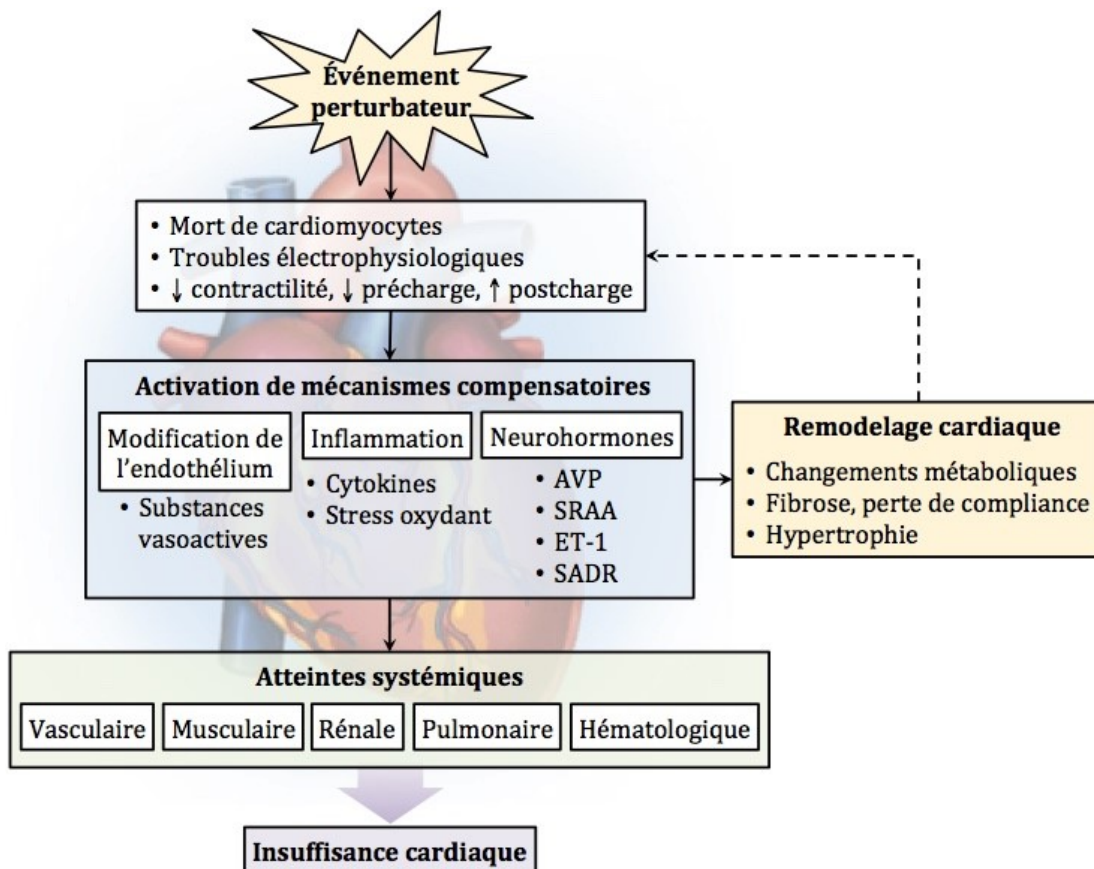 Événement
perturbateur
• Mort de cardiomyocytes
• Troubles électrophysiologiques
• ↓ contractilité, ↓ précharge, ↑ postcharge
Activation de mécanismes compensatoires
Modification de
l’endothélium
• Substances
vasoactives
Inflammation
• Cytokines
• Stress oxydant
Neurohormones
• AVP
• SRAA
• ET-1
• SADR
Remodelage cardiaque
• Changements métaboliques
• Fibrose, perte de compliance
• Hypertrophie
Atteintes systémiques
Vasculaire
Musculaire
Rénale
Pulmonaire
Hématologique
Insuffisance cardiaque